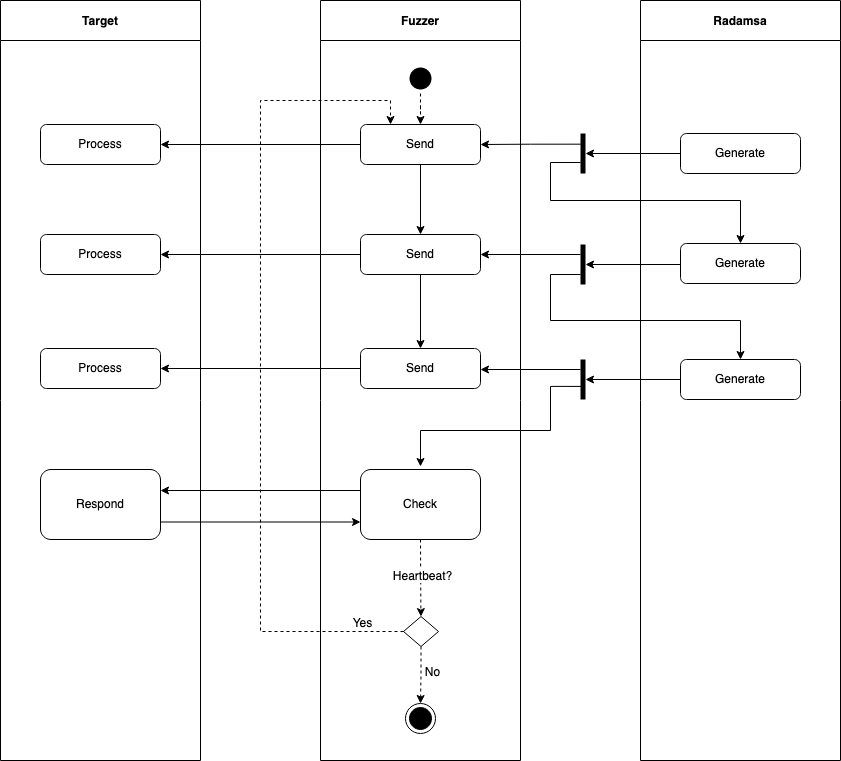 Target
Fuzzer
Radamsa
Process
Send
Generate
Process
Send
Generate
Process
Send
Generate
Respond
Check
Heartbeat?
Yes
No